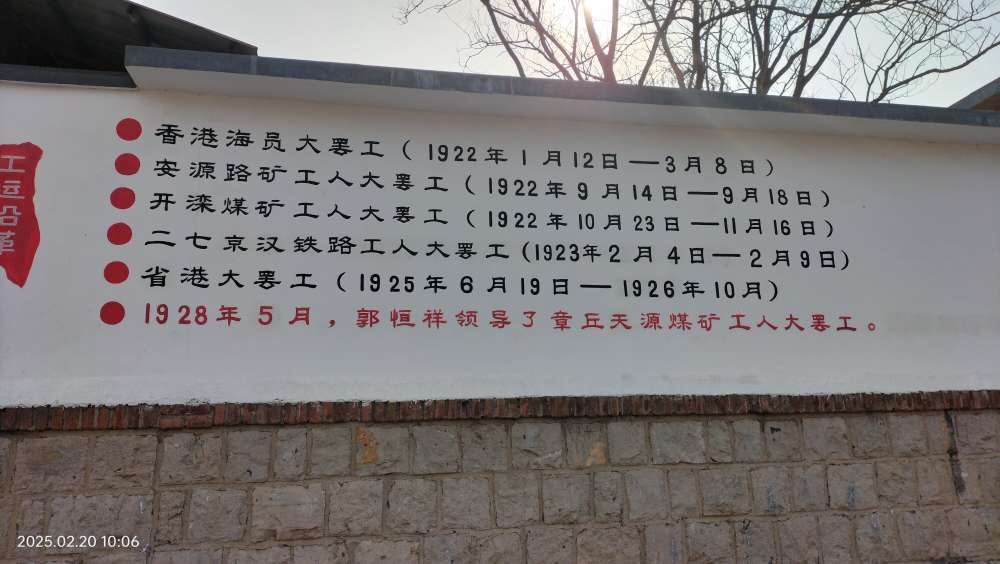 工运沿革
香港海员大罢工（1922年1月12日—3月8日）
安源路矿工人大罢工（1922年9月14日—9月18日）
开滦煤矿工人大罢工（1922年10月23日—11月16日）
二七京汉铁路工人大罢工(1923年2月4日—2月9日)
省港大罢工（1925年6月19日—1926年10月）
1928年5月，郭恒祥领导了章丘天源煤矿工人大罢工。
2025.02.20 10:06